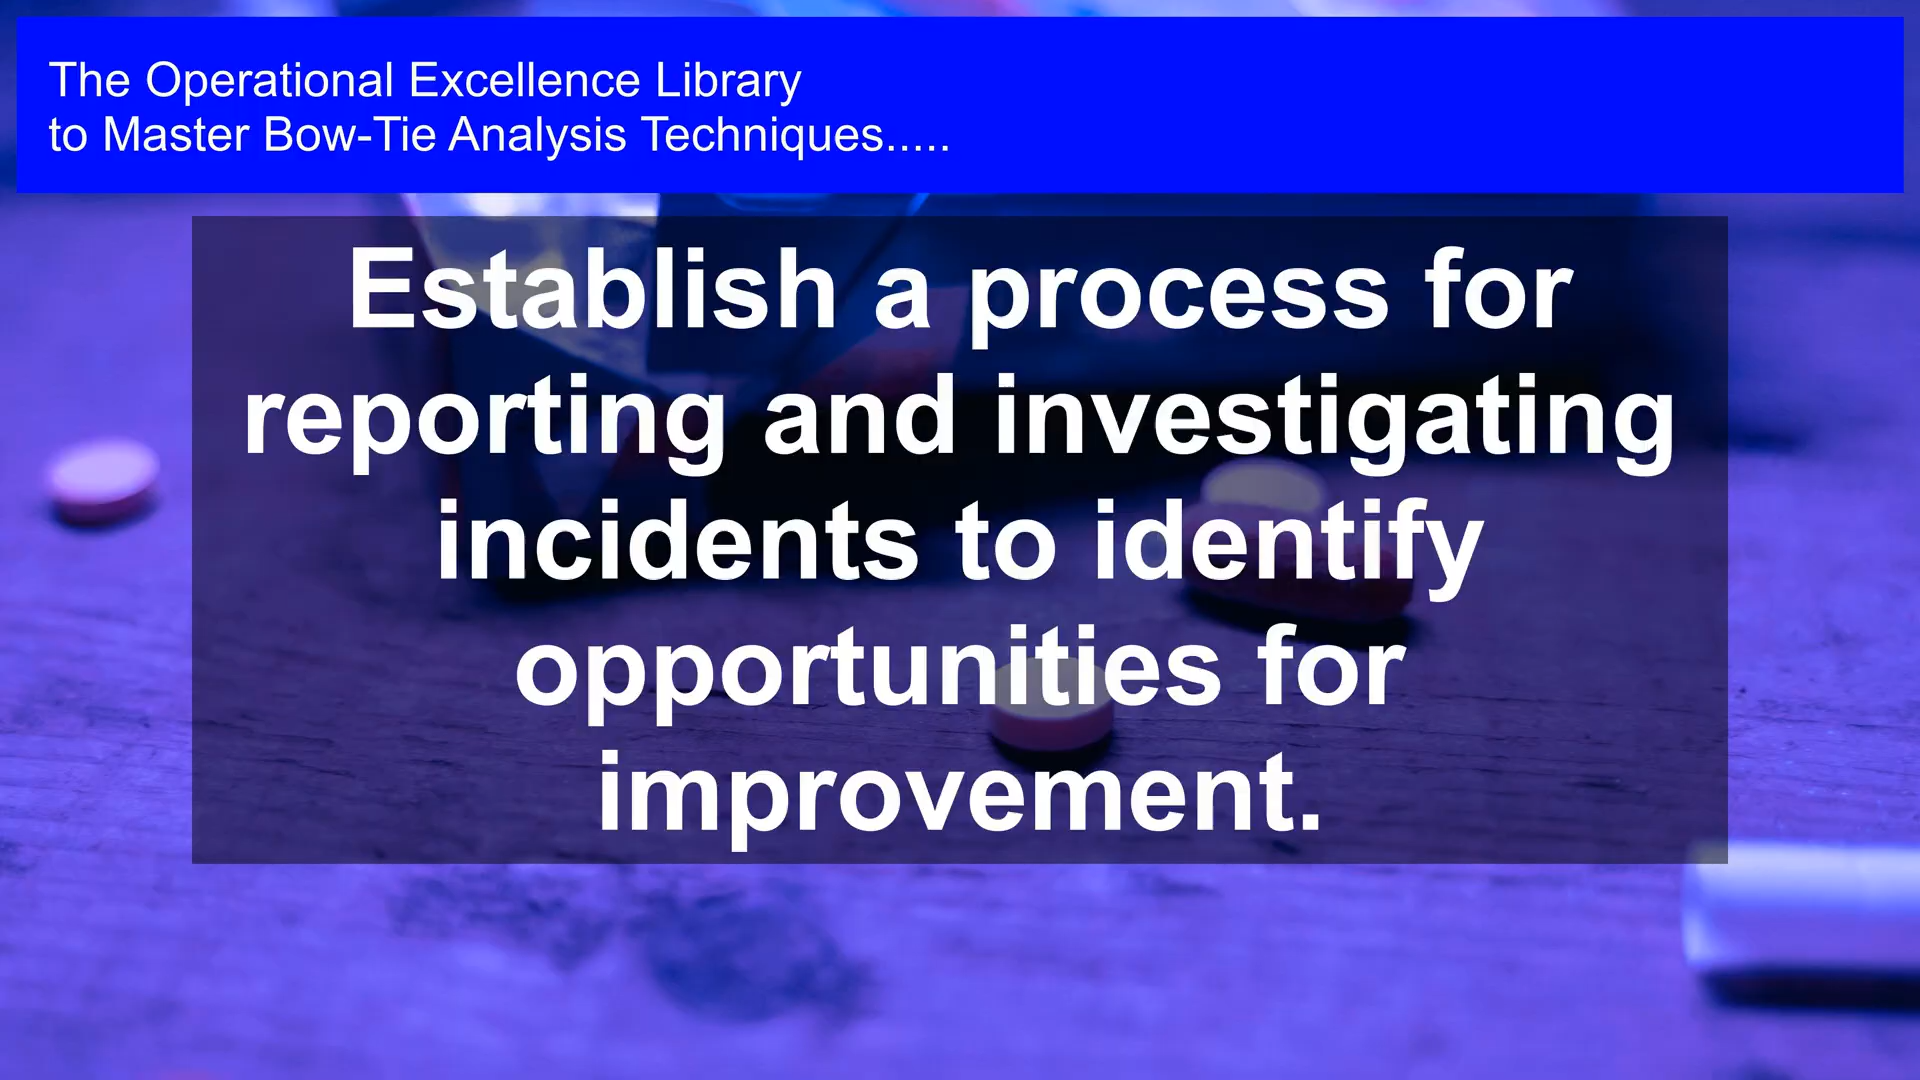 The Operational Excellence Library
to Master Bow-Tie Analysis Techniques.....
Establish a process for
reporting and investigating
incidents to identify
opportunities for
improvement.